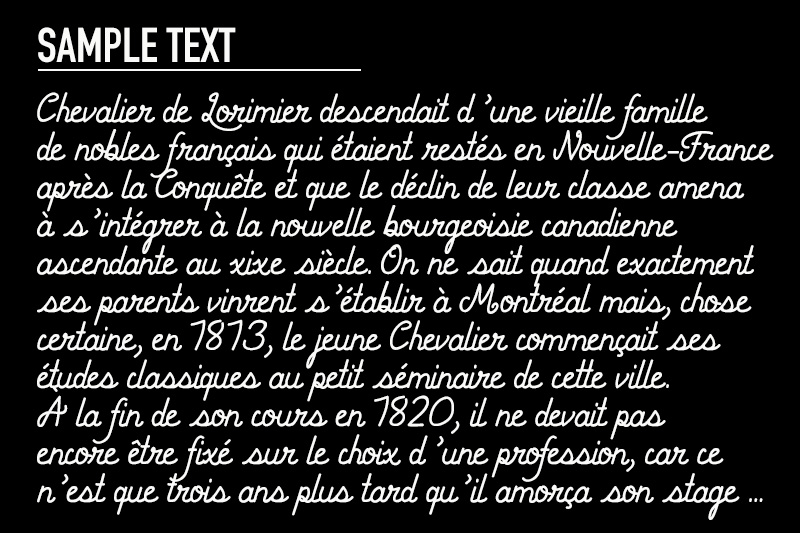 SAMPLE TEXT
Chevalier de Lorimier descendait d'une vieille famille
de nobles français qui étaient restés en Nouvelle-France
après la Conquête et que le déclin de leur classe amena
à s'intégrer à la nouvelle bourgeoisie canadienne
ascendante au xixe siècle. On ne sait quand exactement
ses parents vinrent s'établir à Montréal mais, chose
certaine, en 1813, le jeune Chevalier commençait ses
études classiques au petit séminaire de cette ville.
À la fin de son cours en 1820, il ne devait pas
encore être fixé sur le choix d'une profession, car ce
n'est que trois ans plus tard qu'il amorça son stage ...